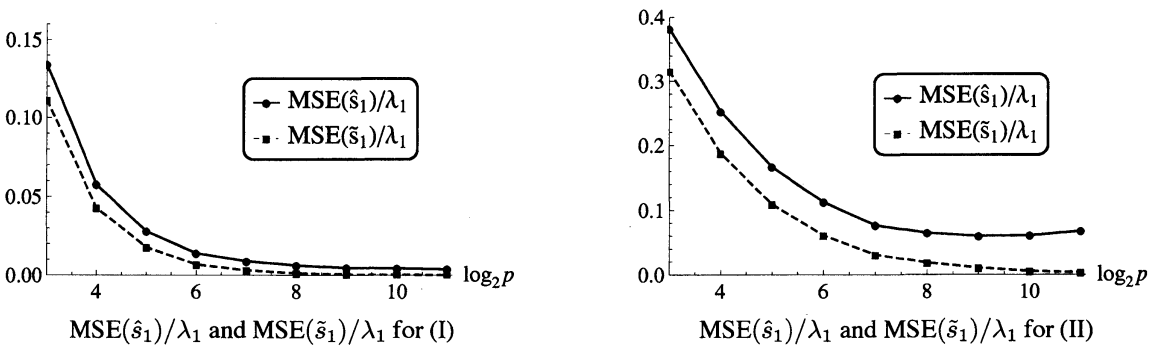 0.15
0.10
0.05
0.00
4
6
8
10
log₂ p
MSE(ŝ₁)/λ₁
MSE(s̃₁)/λ₁
MSE(ŝ₁)/λ₁ and MSE(s̃₁)/λ₁ for (I)
0.4
0.3
0.2
0.1
0.0
4
6
8
10
log₂ p
MSE(ŝ₁)/λ₁
MSE(s̃₁)/λ₁
MSE(ŝ₁)/λ₁ and MSE(s̃₁)/λ₁ for (II)